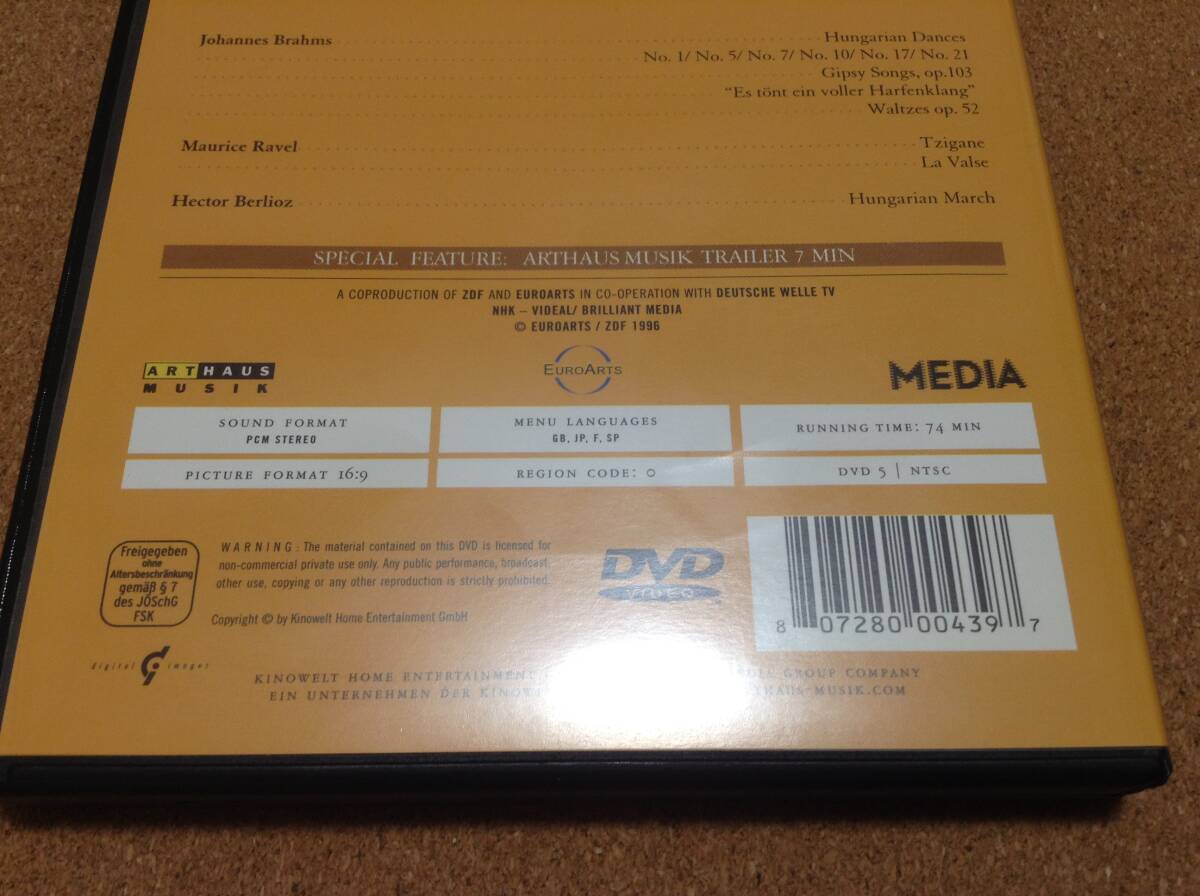 Johannes Brahms Hungarian Dances
No. 1/ No. 5/ No. 7/ No. 10/ No. 17/ No. 21
Gipsy Songs, op.103
"Es tönt ein voller Harfenklang"
Waltzes op. 52
Maurice Ravel Tzigane
La Valse
Hector Berlioz Hungarian March
SPECIAL FEATURE: ARTHAUS MUSIK TRAILER 7 MIN
A COPRODUCTION OF ZDF AND EUROARTS IN CO-OPERATION WITH DEUTSCHE WELLE TV
NHK – VIDEAL/ BRILLIANT MEDIA
© EUROARTS / ZDF 1996
ARTHAUS
MUSIK
EUROARTS
MEDIA
SOUND FORMAT
PCM STEREO
MENU LANGUAGES
GB, JP, F, SP
RUNNING TIME: 74 MIN
PICTURE FORMAT 16:9
REGION CODE: 0
DVD 5 | NTSC
Freigegeben
ohne
Altersbeschränkung
gemäß § 7
des JÖSchG
FSK
WARNING: The material contained on this DVD is licensed for
non-commercial private use only. Any public performance, broadcast,
other use, copying or any other reproduction is strictly prohibited.
Copyright © by Kinowelt Home Entertainment GmbH
DVD
VIDEO
8 07280 00439 7
digital images
KINOWELT HOME ENTERTAINMENT GROUP COMPANY
EIN UNTERNEHMEN DER